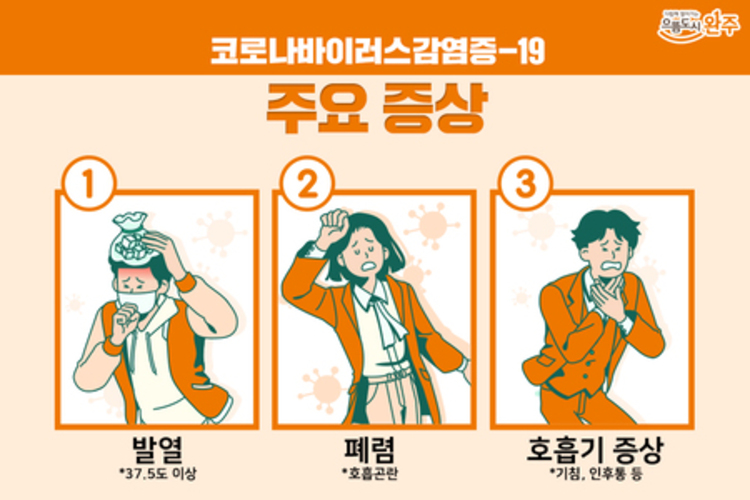 으뜸도시 완주
코로나바이러스감염증-19
주요 증상
1
2
3
발열
*37.5도 이상
폐렴
*호흡곤란
호흡기 증상
*기침, 인후통 등